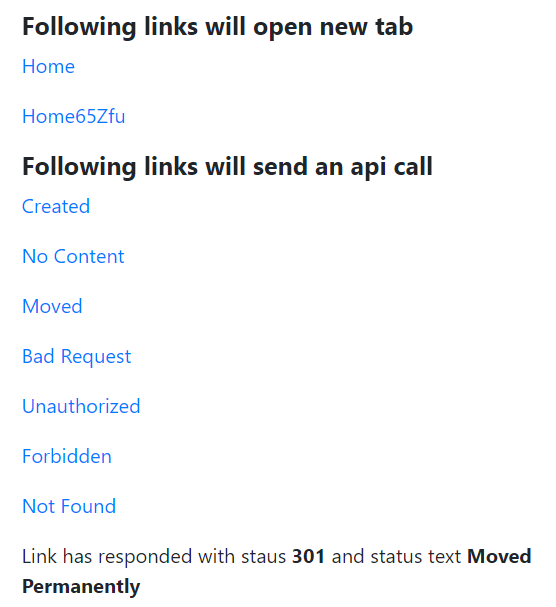 Following links will open new tab
Home
Home65Zfu
Following links will send an api call
Created
No Content
Moved
Bad Request
Unauthorized
Forbidden
Not Found
Link has responded with staus 301 and status text Moved
Permanently